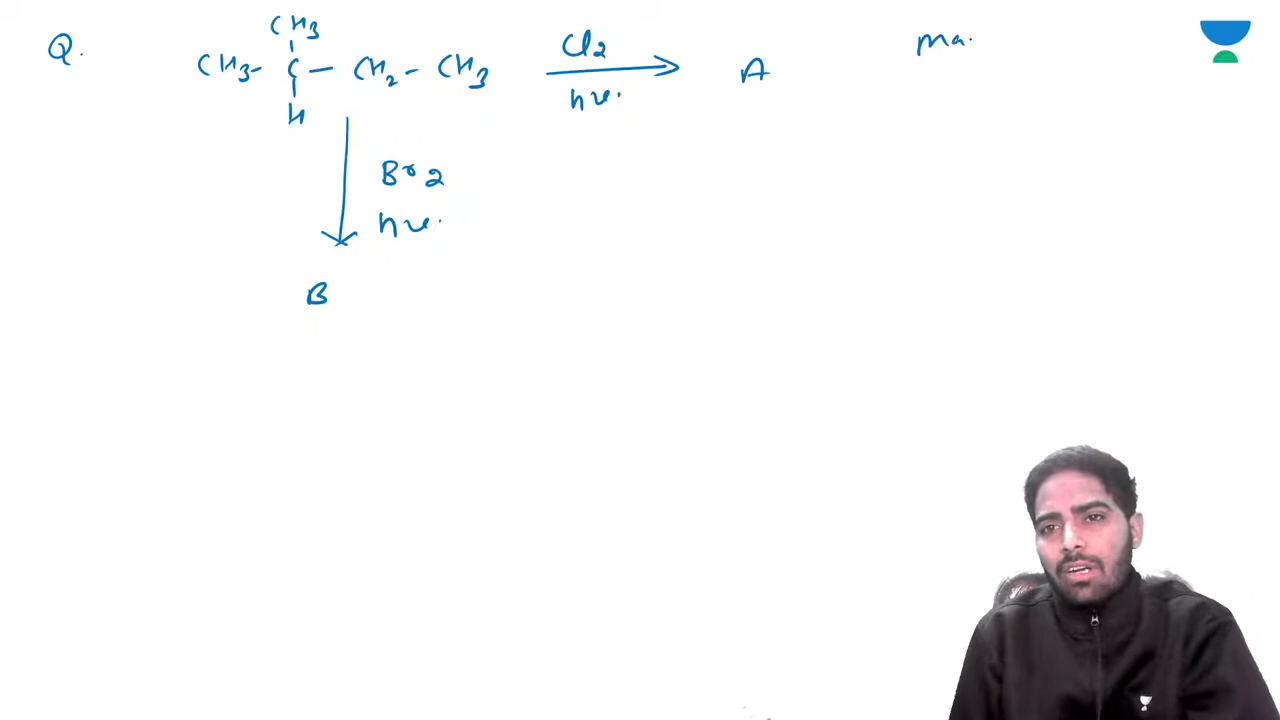 Q.
CH3
CH3- C - CH2 - CH3
H
Cl2
hν.
A
Ma.
Br2
hν.
B